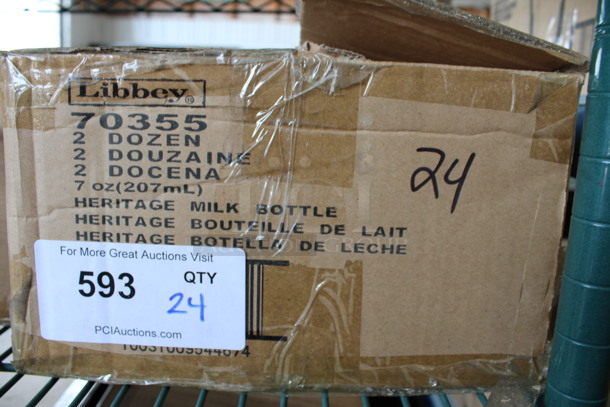 Libbey®
70355
2 DOZEN
2 DOUZAINE
2 DOCENA
7 oz(207mL)
HERITAGE MILK BOTTLE
HERITAGE BOUTEILLE DE LAIT
HERITAGE BOTELLA DE LECHE
24
For More Great Auctions Visit
593 QTY
24
PCIAuctions.com